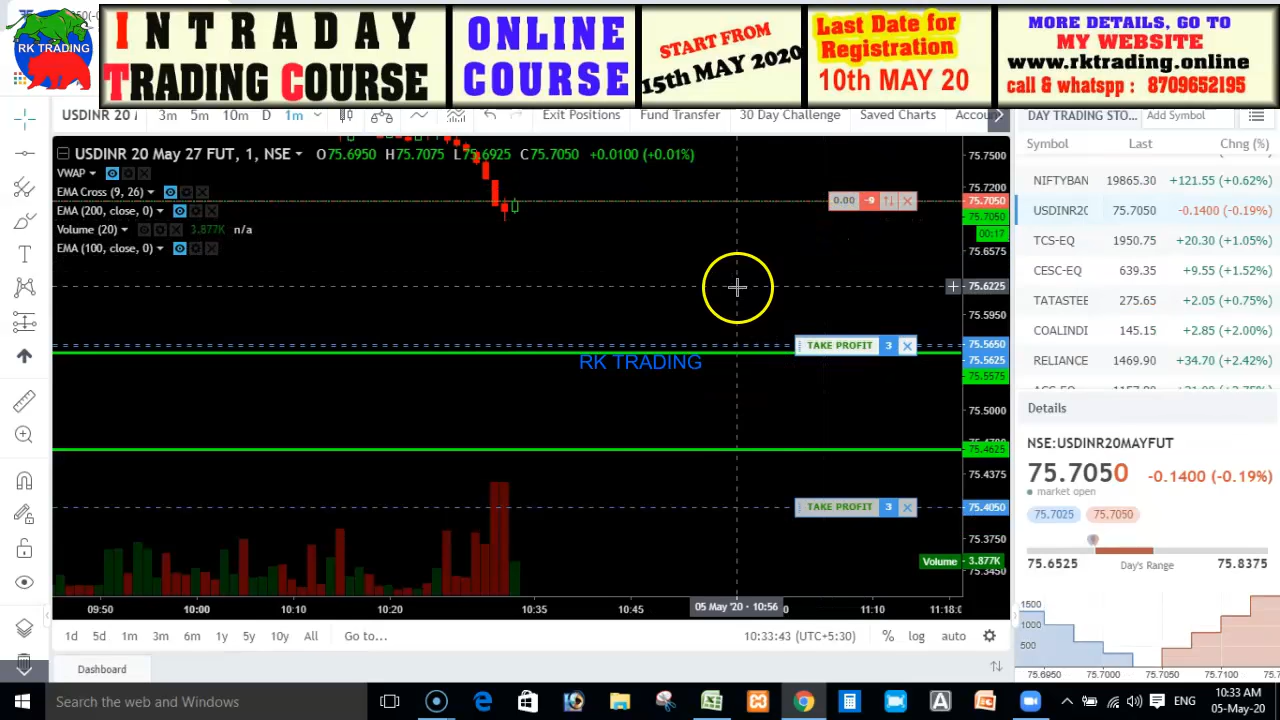 RK TRADING
INTRADAY
TRADING COURSE
ONLINE
COURSE
START FROM
15th MAY 2020
Last Date for
Registration
10th MAY 20
MORE DETAILS, GO TO
MY WEBSITE
www.rktrading.online
call & whatsapp : 8709652195
USDINR 20 3m 5m 10m D 1m Exit Positions Fund Transfer 30 Day Challenge Saved Charts Accou
DAY TRADING STO... Add Symbol
USDINR 20 May 27 FUT, 1, NSE O75.6950 H75.7075 L75.6925 C75.7050 +0.0100 (+0.01%)
VWAP
EMA Cross (9, 26)
EMA (200, close, 0)
Volume (20) 3.877K n/a
EMA (100, close, 0)
0.00 -9
TAKE PROFIT 3
RK TRADING
TAKE PROFIT 3
75.7500
75.7200
75.7050
75.7050
00:17
75.6575
75.6225
75.5950
75.5650
75.5625
75.5575
75.5000
75.4625
75.4375
75.4050
75.3750
Volume 3.877K
75.3450
09:50 10:00 10:10 10:20 10:35 10:45 05 May '20 - 10:56 11:10 11:18:0
1d 5d 1m 3m 6m 1y 5y 10y All Go to... 10:33:43 (UTC+5:30) % log auto
Dashboard
Symbol Last Chng (%)
NIFTYBAN 19865.30 +121.55 (+0.62%)
USDINR20 75.7050 -0.1400 (-0.19%)
TCS-EQ 1950.75 +20.30 (+1.05%)
CESC-EQ 639.35 +9.55 (+1.52%)
TATASTEE 275.65 +2.05 (+0.75%)
COALINDI 145.15 +2.85 (+2.00%)
RELIANCE 1469.90 +34.70 (+2.42%)
Details
NSE:USDINR20MAYFUT
75.7050 -0.1400 (-0.19%)
market open
75.7025 75.7050
75.6525 Day's Range 75.8375
1500
1000
500
75.6950 75.7000 75.7100
Search the web and Windows
ENG
10:33 AM
05-May-20